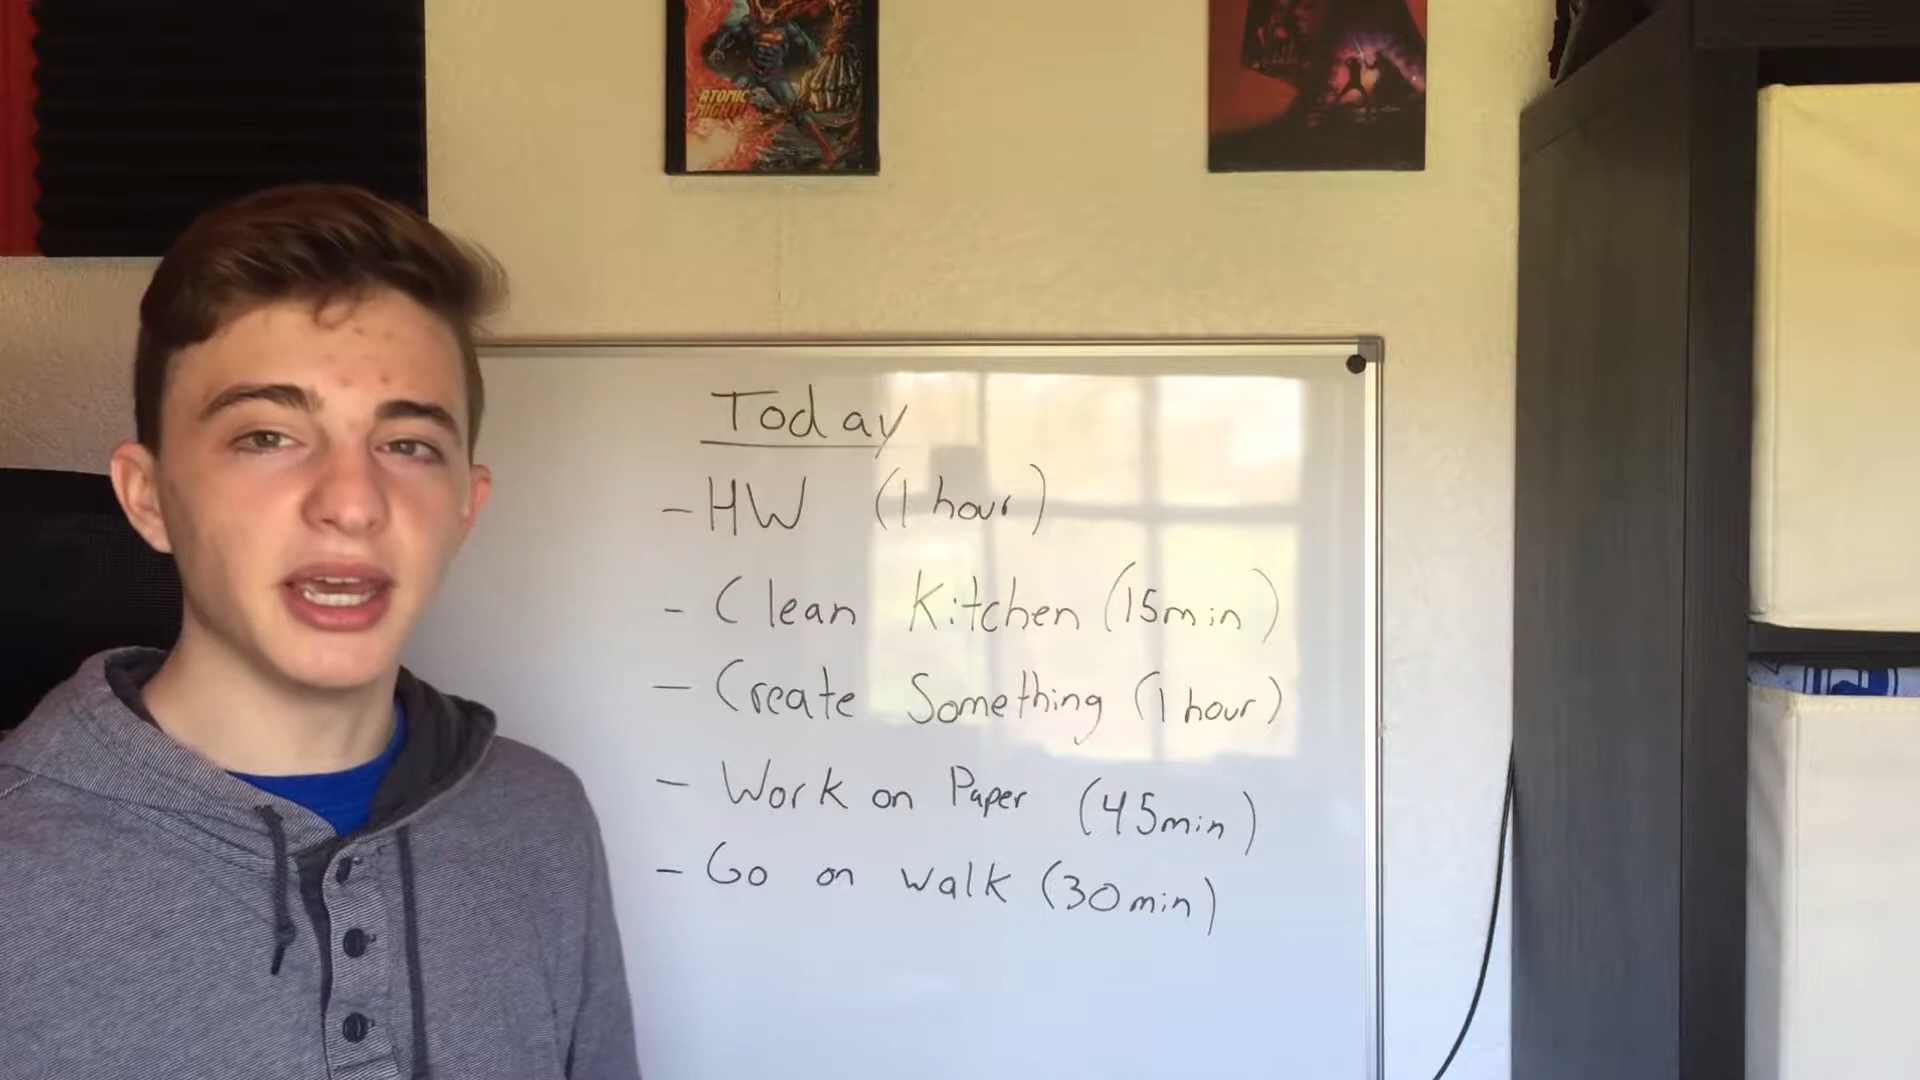 ATOMIC
NIGHT!
Today
- HW (1 hour)
- Clean Kitchen (15min)
- Create Something (1 hour)
- Work on Paper (45min)
- Go on walk (30min)